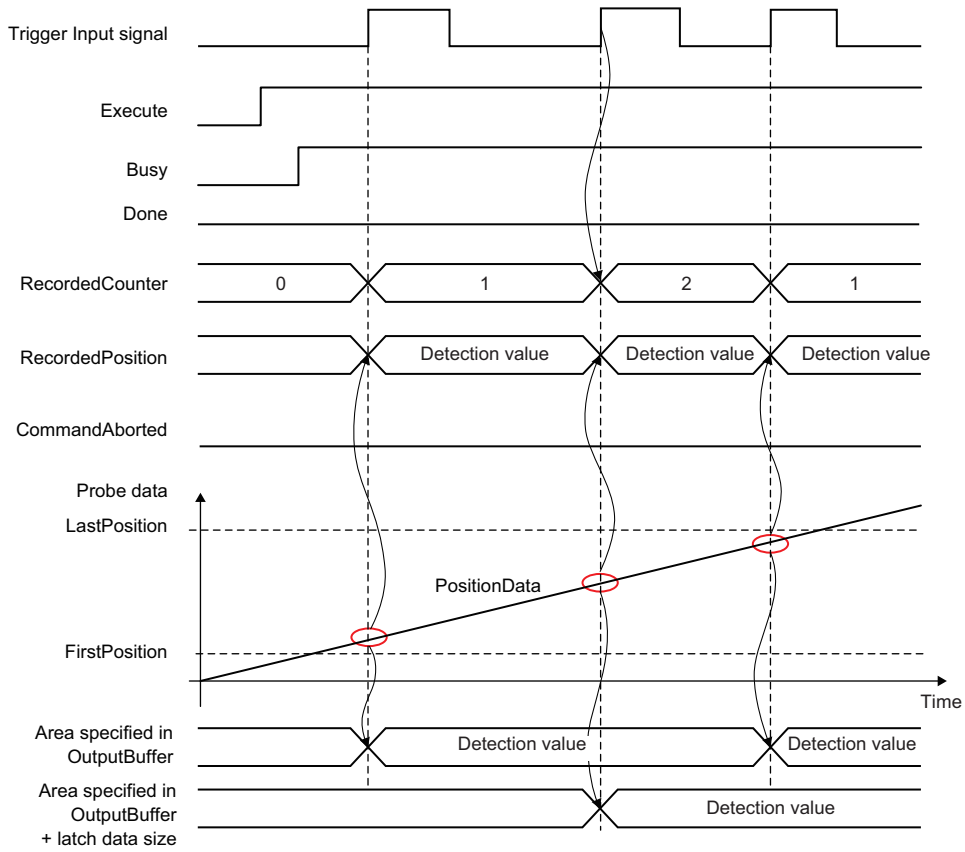 Trigger Input signal
Execute
Busy
Done
RecordedCounter
0
1
2
1
RecordedPosition
Detection value
Detection value
Detection value
CommandAborted
Probe data
LastPosition
PositionData
FirstPosition
Time
Area specified in
OutputBuffer
Detection value
Detection value
Area specified in
OutputBuffer
+ latch data size
Detection value